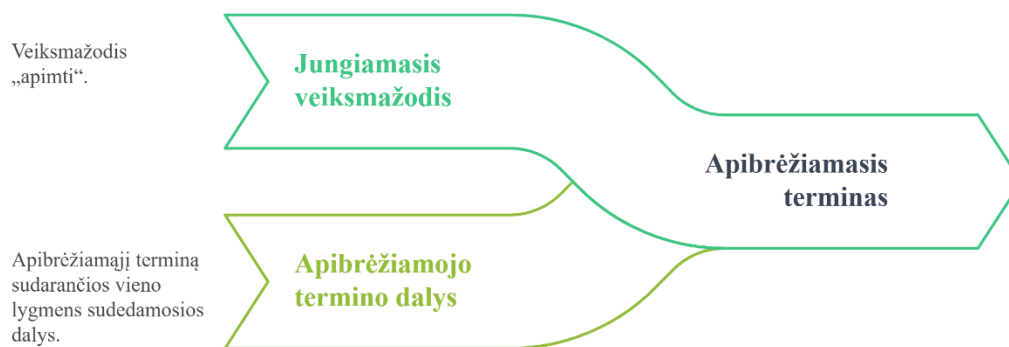 Veiksmažodis
„apimti“.
Jungiamasis
veiksmažodis
Apibrėžiamasis
terminas
Apibrėžiamąjį terminą
sudarančios vieno
lygmens sudedamosios
dalys.
Apibrėžiamojo
termino dalys